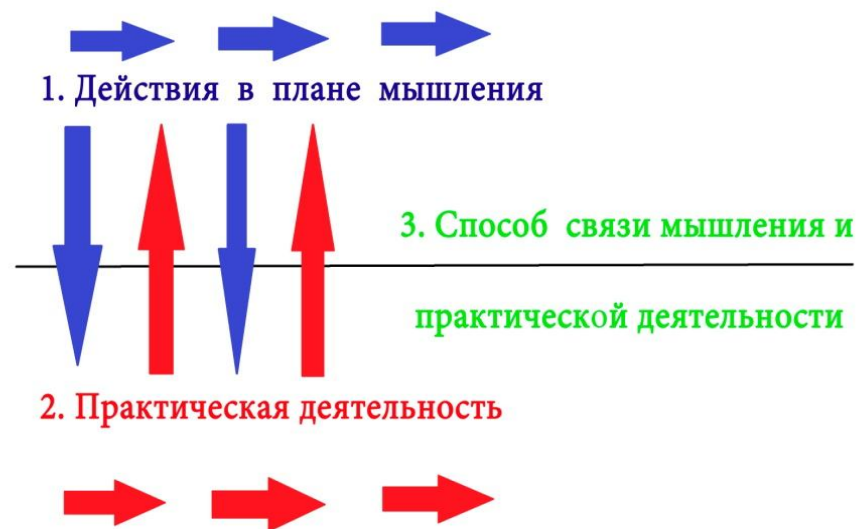 1. Действия в плане мышления
3. Способ связи мышления и
практической деятельности
2. Практическая деятельность